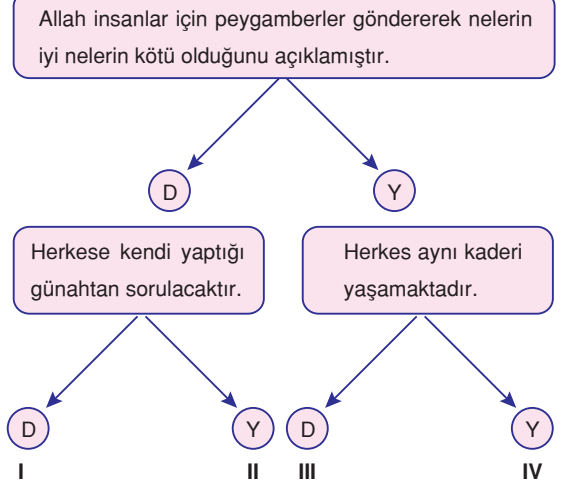 Allah insanlar için peygamberler göndererek nelerin
iyi nelerin kötü olduğunu açıklamıştır.
D
Y
Herkese kendi yaptığı
günahtan sorulacaktır.
Herkes aynı kaderi
yaşamaktadır.
D
Y
D
Y
I
II
III
IV